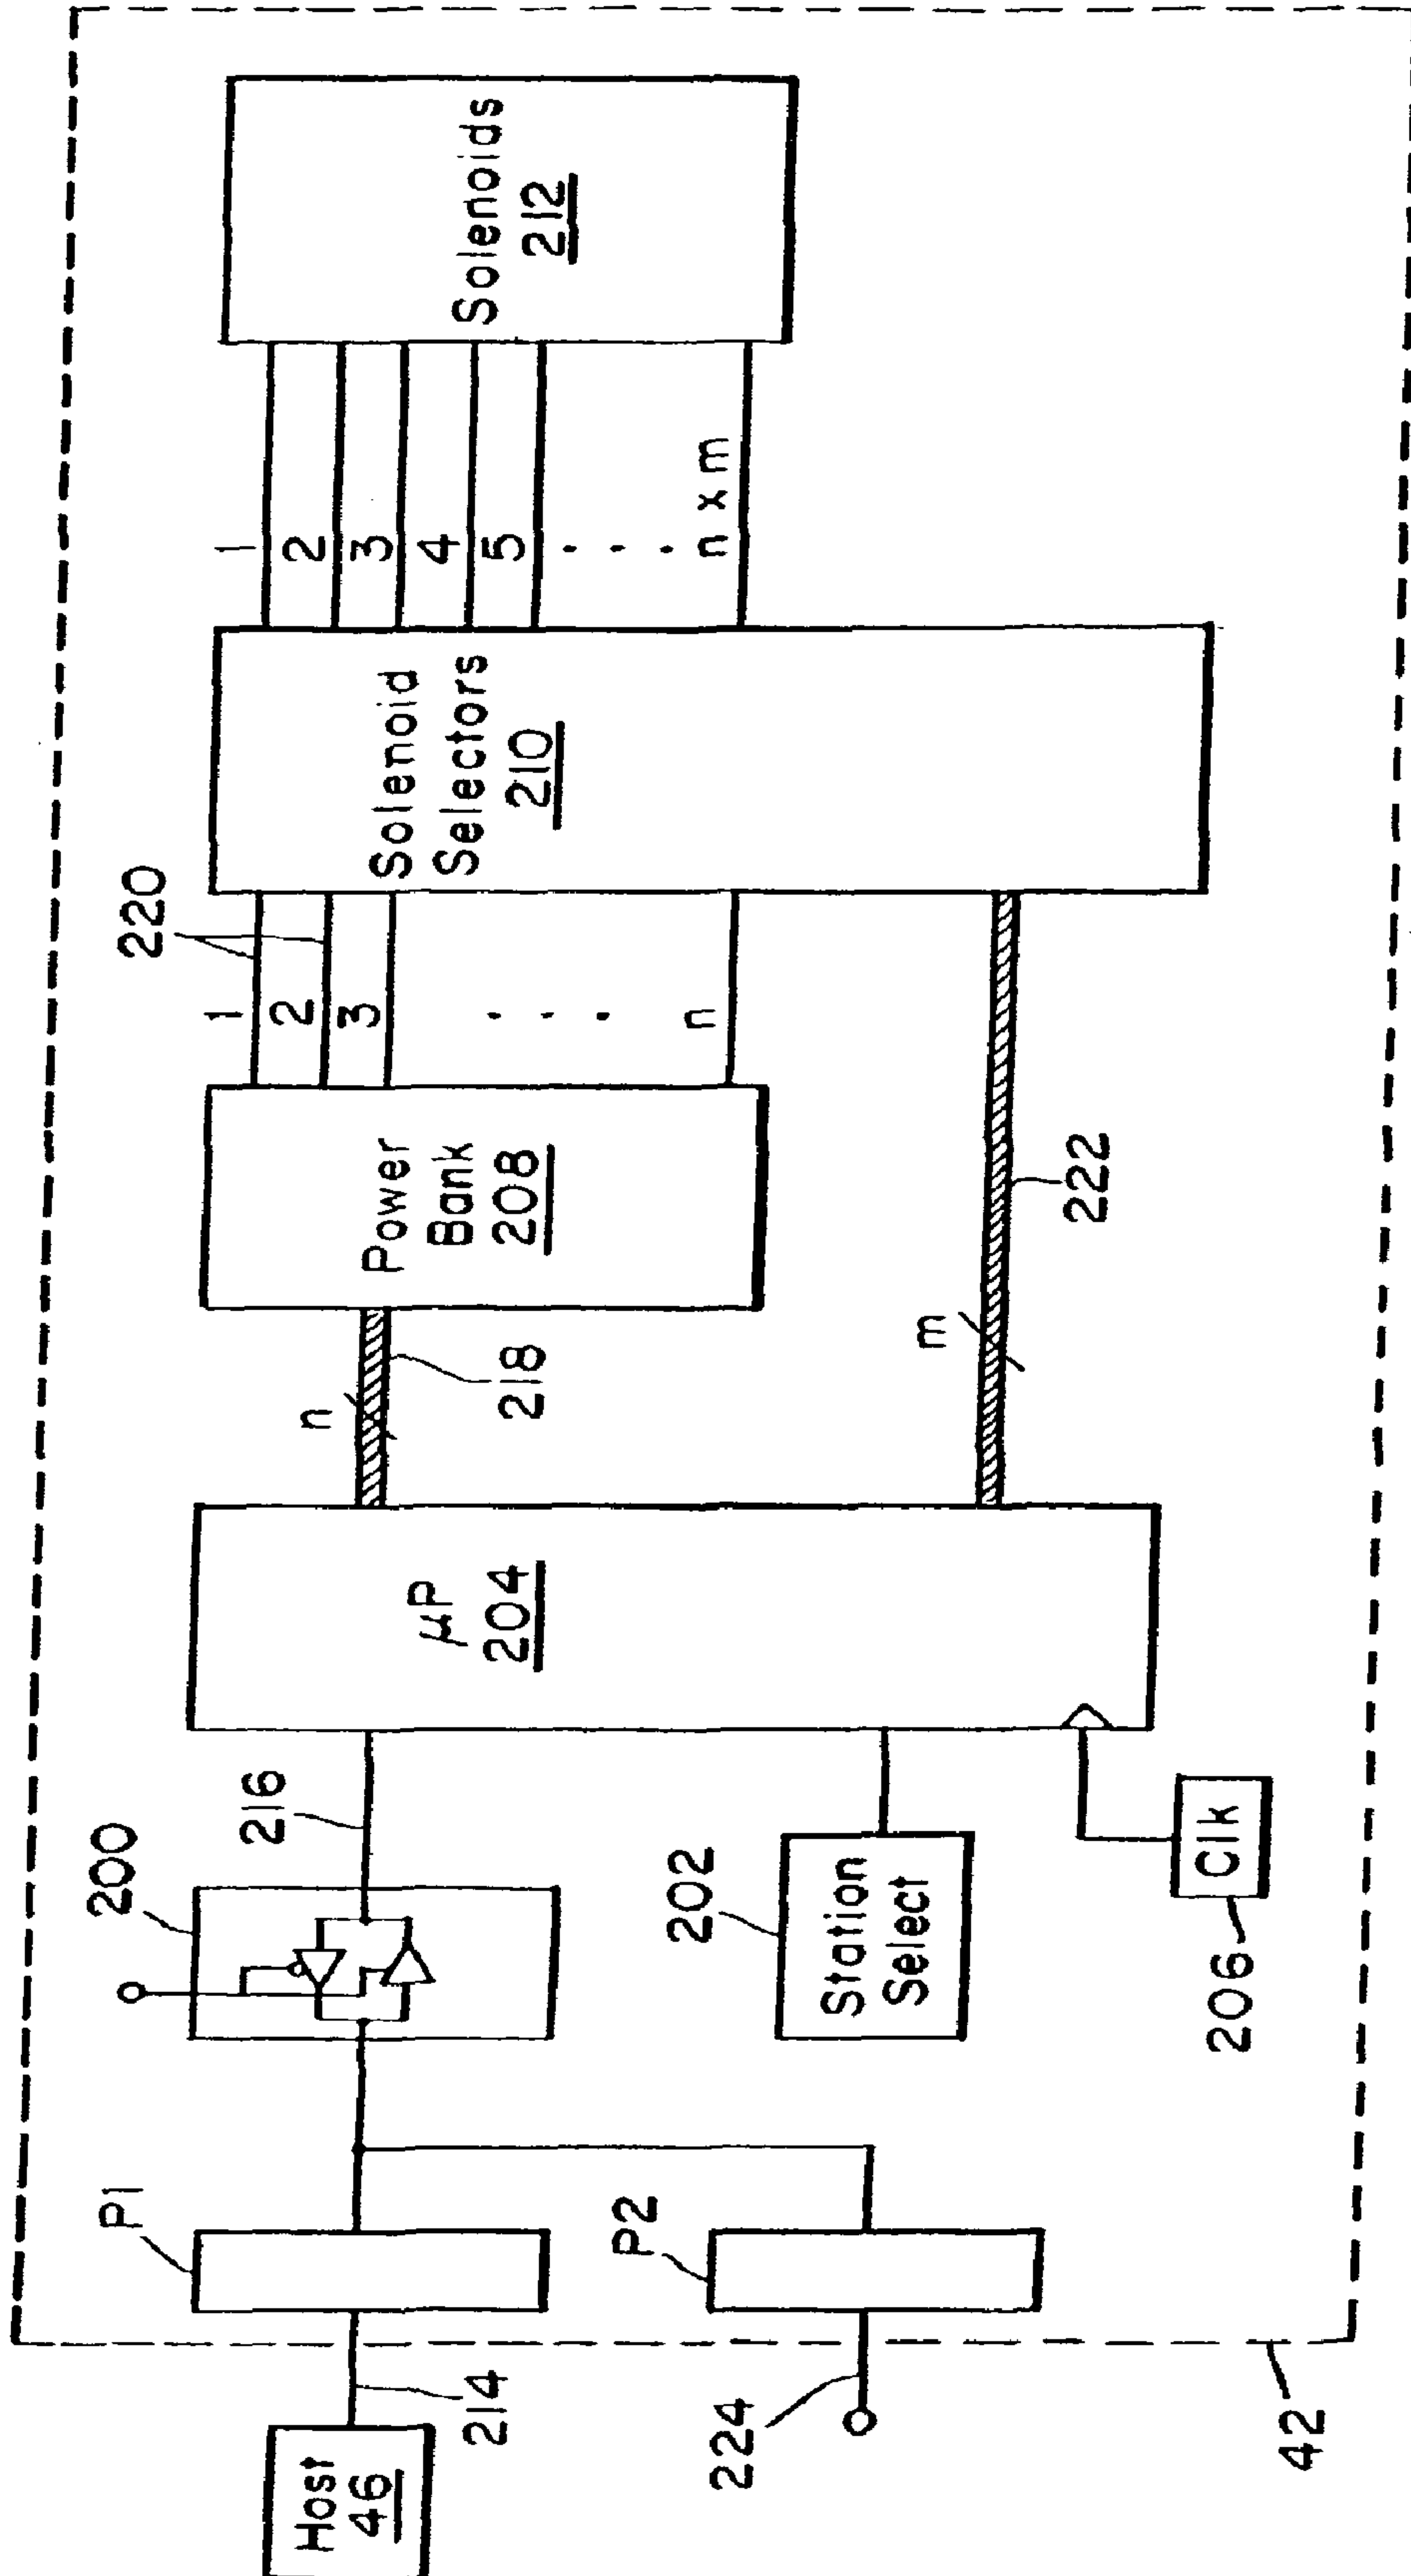 Host
46
214
P1
P2
224
42
200
216
202
Station
Select
Clk
206
µP
204
n
218
m
222
Power
Bank
208
220
1
2
3
. . .
n
Solenoid
Selectors
210
1
2
3
4
5
. . .
n x m
Solenoids
212